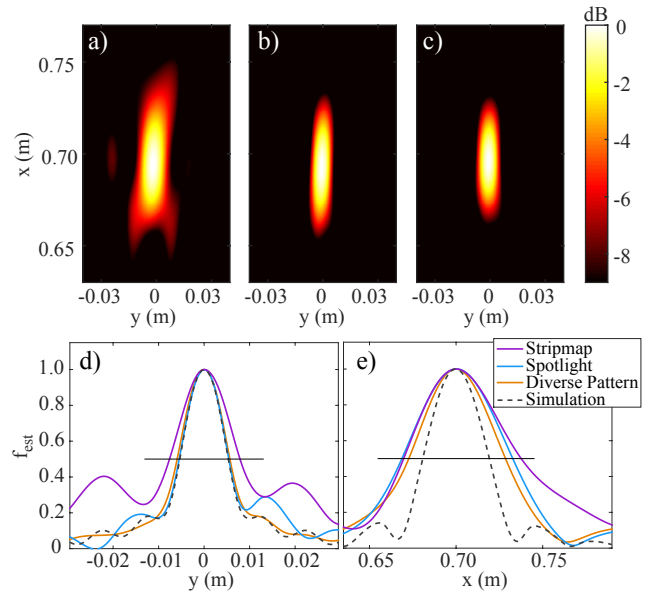 dB
a) b) c)
0
-2
-4
-6
-8
0.75
0.70
0.65
x (m)
-0.03 0 0.03 -0.03 0 0.03 -0.03 0 0.03
y (m) y (m) y (m)
d) e)
Stripmap
Spotlight
Diverse Pattern
Simulation
1.0
0.8
0.6
0.4
0.2
0
f_est
-0.02 -0.01 0 0.01 0.02 0.65 0.70 0.75
y (m) x (m)